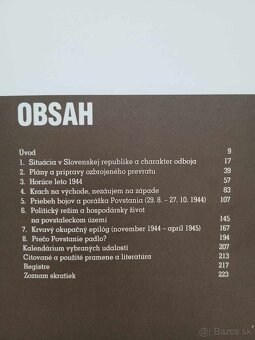 OBSAH
Úvod 9
1. Situácia v Slovenskej republike a charakter odboja 17
2. Plány a prípravy ozbrojeného prevratu 39
3. Horúce leto 1944 57
4. Krach na východe, nezáujem na západe 83
5. Priebeh bojov a porážka Povstania (29. 8. – 27. 10. 1944) 107
6. Politický režim a hospodársky život
na povstaleckom území 145
7. Krvavý okupačný epilóg (november 1944 – apríl 1945) 167
8. Prečo Povstanie padlo? 194
Kalendárium vybraných udalostí 207
Citované a použité pramene a literatúra 213
Registre 217
Zoznam skratiek 223
bazos.sk